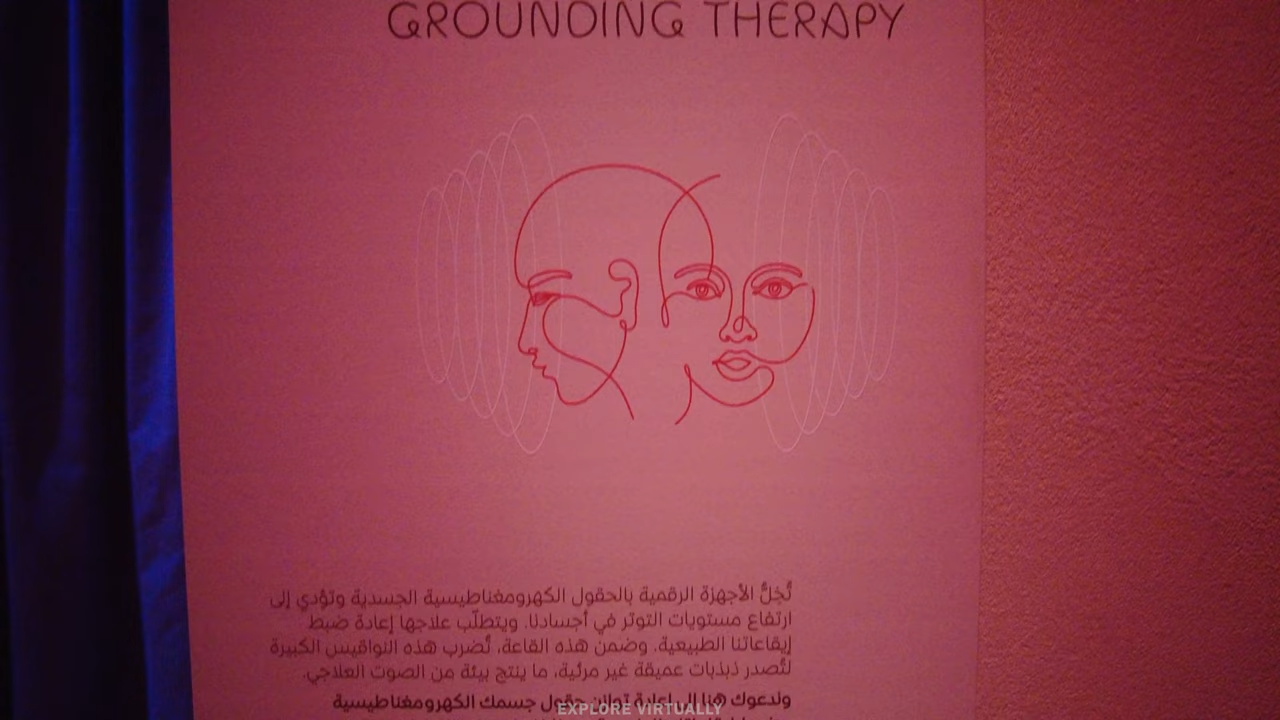 GROUNDING THERAPY
تُخِلُّ الأجهزة الرقمية بالحقول الكهرومغناطيسية الجسدية وتؤدي إلى
ارتفاع مستويات التوتر في أجسادنا. ويتطلّب علاجها إعادة ضبط
إيقاعاتنا الطبيعية. وضمن هذه القاعة، تُضرب هذه النواقيس الكبيرة
لتُصدر ذبذبات عميقة غير مرئية، ما ينتج بيئة من الصوت العلاجي.
وندعوك هنا إلى إعادة توازن حقول جسمك الكهرومغناطيسية
EXPLORE VIRTUALLY